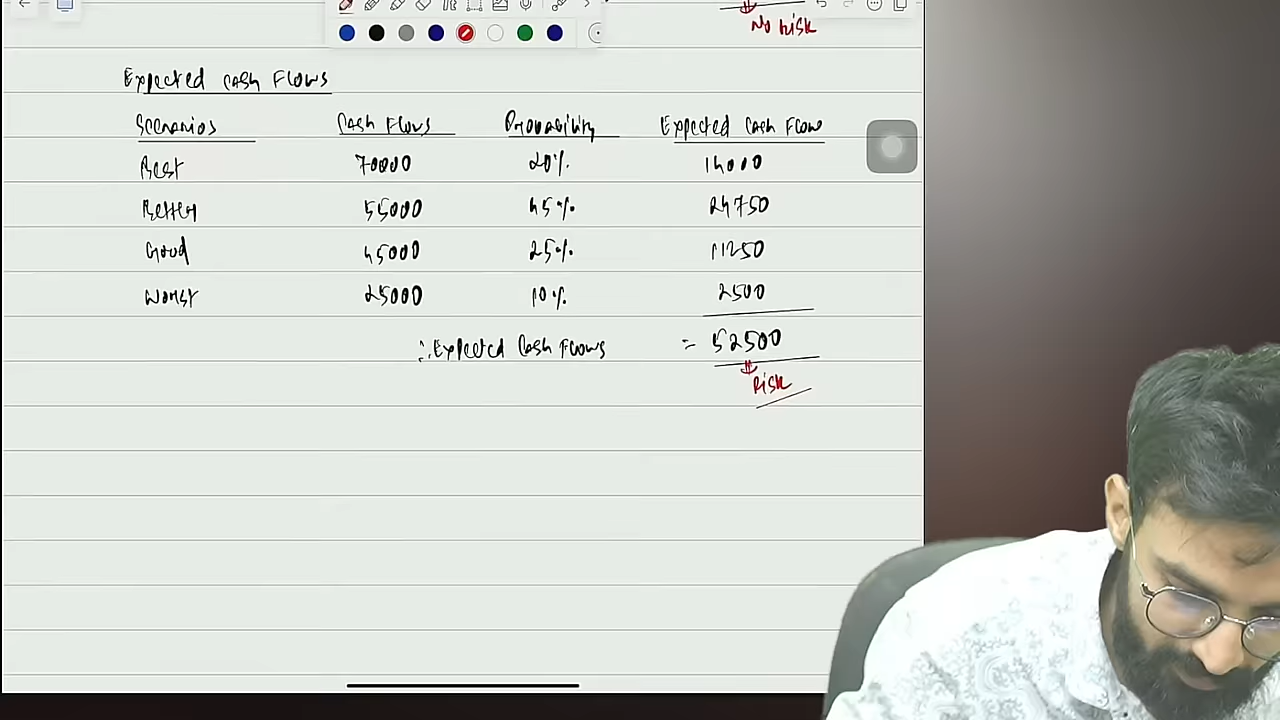 No Risk
Expected Cash Flows
Scenarios Cash Flows Probability Expected Cash Flow
Best 70000 20% 14000
Better 55000 45% 24750
Good 45000 25% 11250
Worst 25000 10% 2500
∴ Expected Cash Flows = 52500
Risk